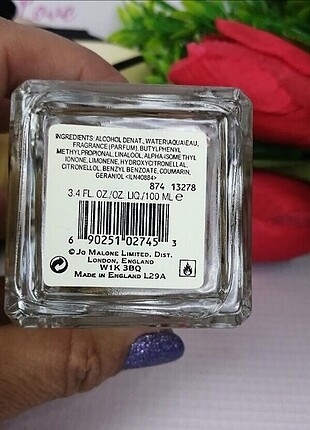 Love
INGREDIENTS: ALCOHOL DENAT., WATER\AQUA\EAU,
FRAGRANCE (PARFUM), BUTYLPHENYL
METHYLPROPIONAL, LINALOOL, ALPHA-ISOMETHYL
IONONE, LIMONENE, HYDROXYCITRONELLAL,
CITRONELLOL, BENZYL BENZOATE, COUMARIN,
GERANIOL <ILN40884>
874 13278
3.4 FL. OZ./OZ. LIQ./100 ML ℮
6 90251 02745 3
© JO MALONE LIMITED, DIST.
LONDON, ENGLAND
W1K 3BQ
MADE IN ENGLAND L29A